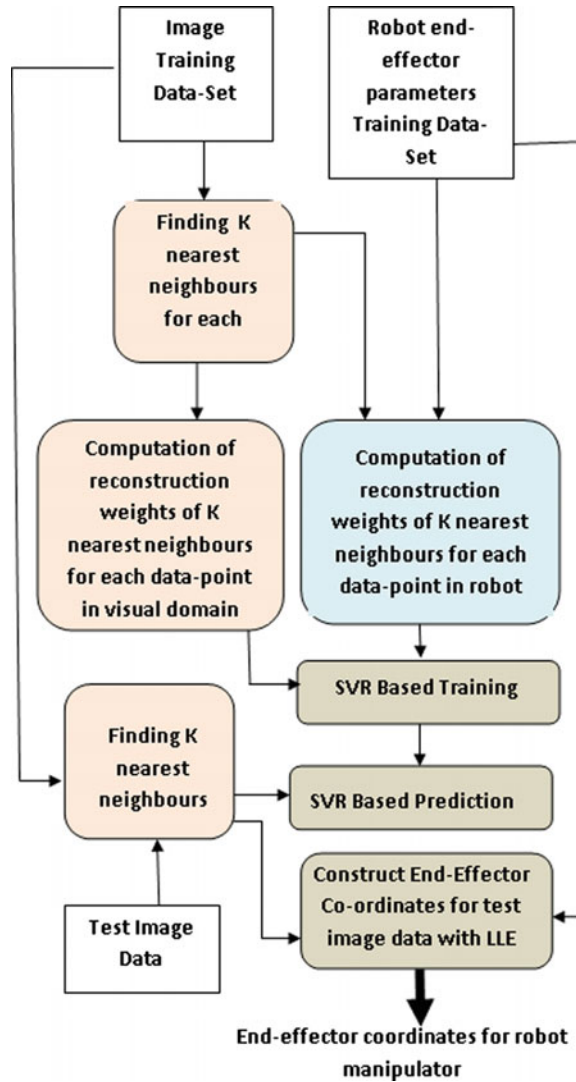 Image
Training
Data-Set
Robot end-
effector
parameters
Training Data-
Set
Finding K
nearest
neighbours
for each
Computation of
reconstruction
weights of K
nearest neighbours
for each data-point
in visual domain
Computation of
reconstruction
weights of K nearest
neighbours for each
data-point in robot
SVR Based Training
Finding K
nearest
neighbours
SVR Based Prediction
Construct End-Effector
Co-ordinates for test
image data with LLE
Test Image
Data
End-effector coordinates for robot
manipulator